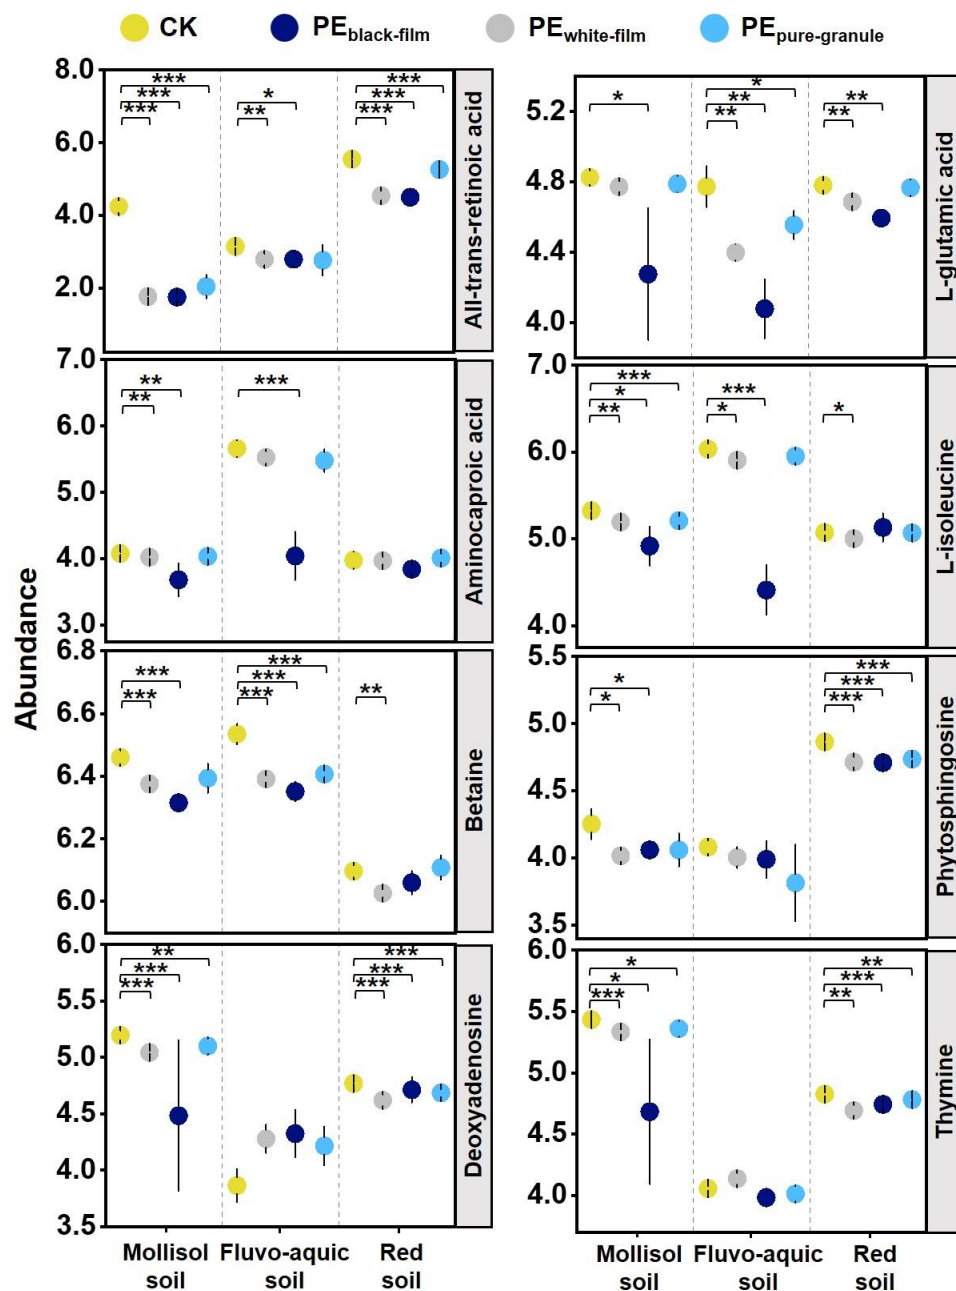 CK PEblack-film PEwhite-film PEpure-granule
Abundance
8.0
6.0
4.0
2.0
*** *** *** * ** *** *** ***
All-trans-retinoic acid
5.2
4.8
4.4
4.0
* * ** ** ** **
L-glutamic acid
7.0
6.0
5.0
4.0
3.0
** ** ***
Aminocaproic acid
7.0
6.0
5.0
4.0
*** * ** *** * *
L-isoleucine
6.8
6.6
6.4
6.2
6.0
*** *** *** *** *** **
Betaine
5.5
5.0
4.5
4.0
3.5
* * *** *** ***
Phytosphingosine
6.0
5.5
5.0
4.5
4.0
3.5
** *** *** *** *** ***
Deoxyadenosine
6.0
5.5
5.0
4.5
4.0
* * *** ** *** **
Thymine
Mollisol Fluvo-aquic Red
soil soil soil
Mollisol Fluvo-aquic Red
soil soil soil